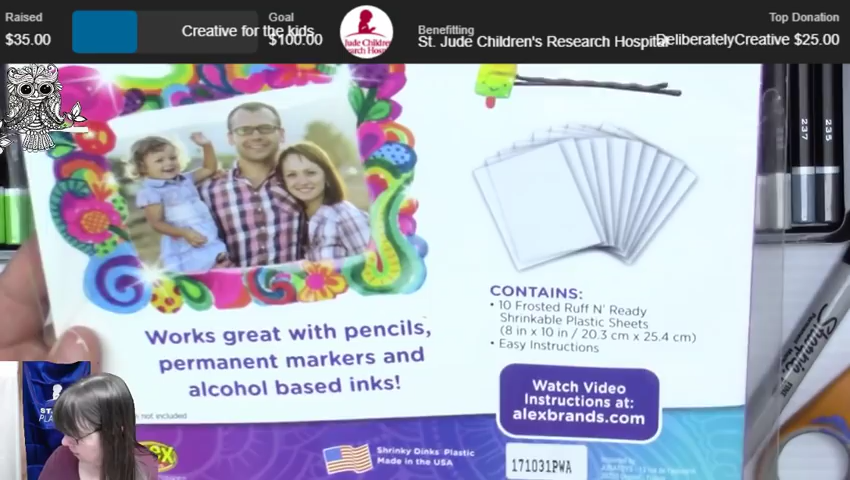 Raised
$35.00
Creative for the kids
Goal
$100.00
Benefitting
St. Jude Children's Research Hospital
Top Donation
DeliberatelyCreative $25.00
237
235
CONTAINS:
• 10 Frosted Ruff N' Ready
Shrinkable Plastic Sheets
(8 in x 10 in / 20.3 cm x 25.4 cm)
• Easy Instructions
Works great with pencils,
permanent markers and
alcohol based inks!
Watch Video
Instructions at:
alexbrands.com
not included
Shrinky Dinks Plastic
Made in the USA
171031PWA
Sharpie